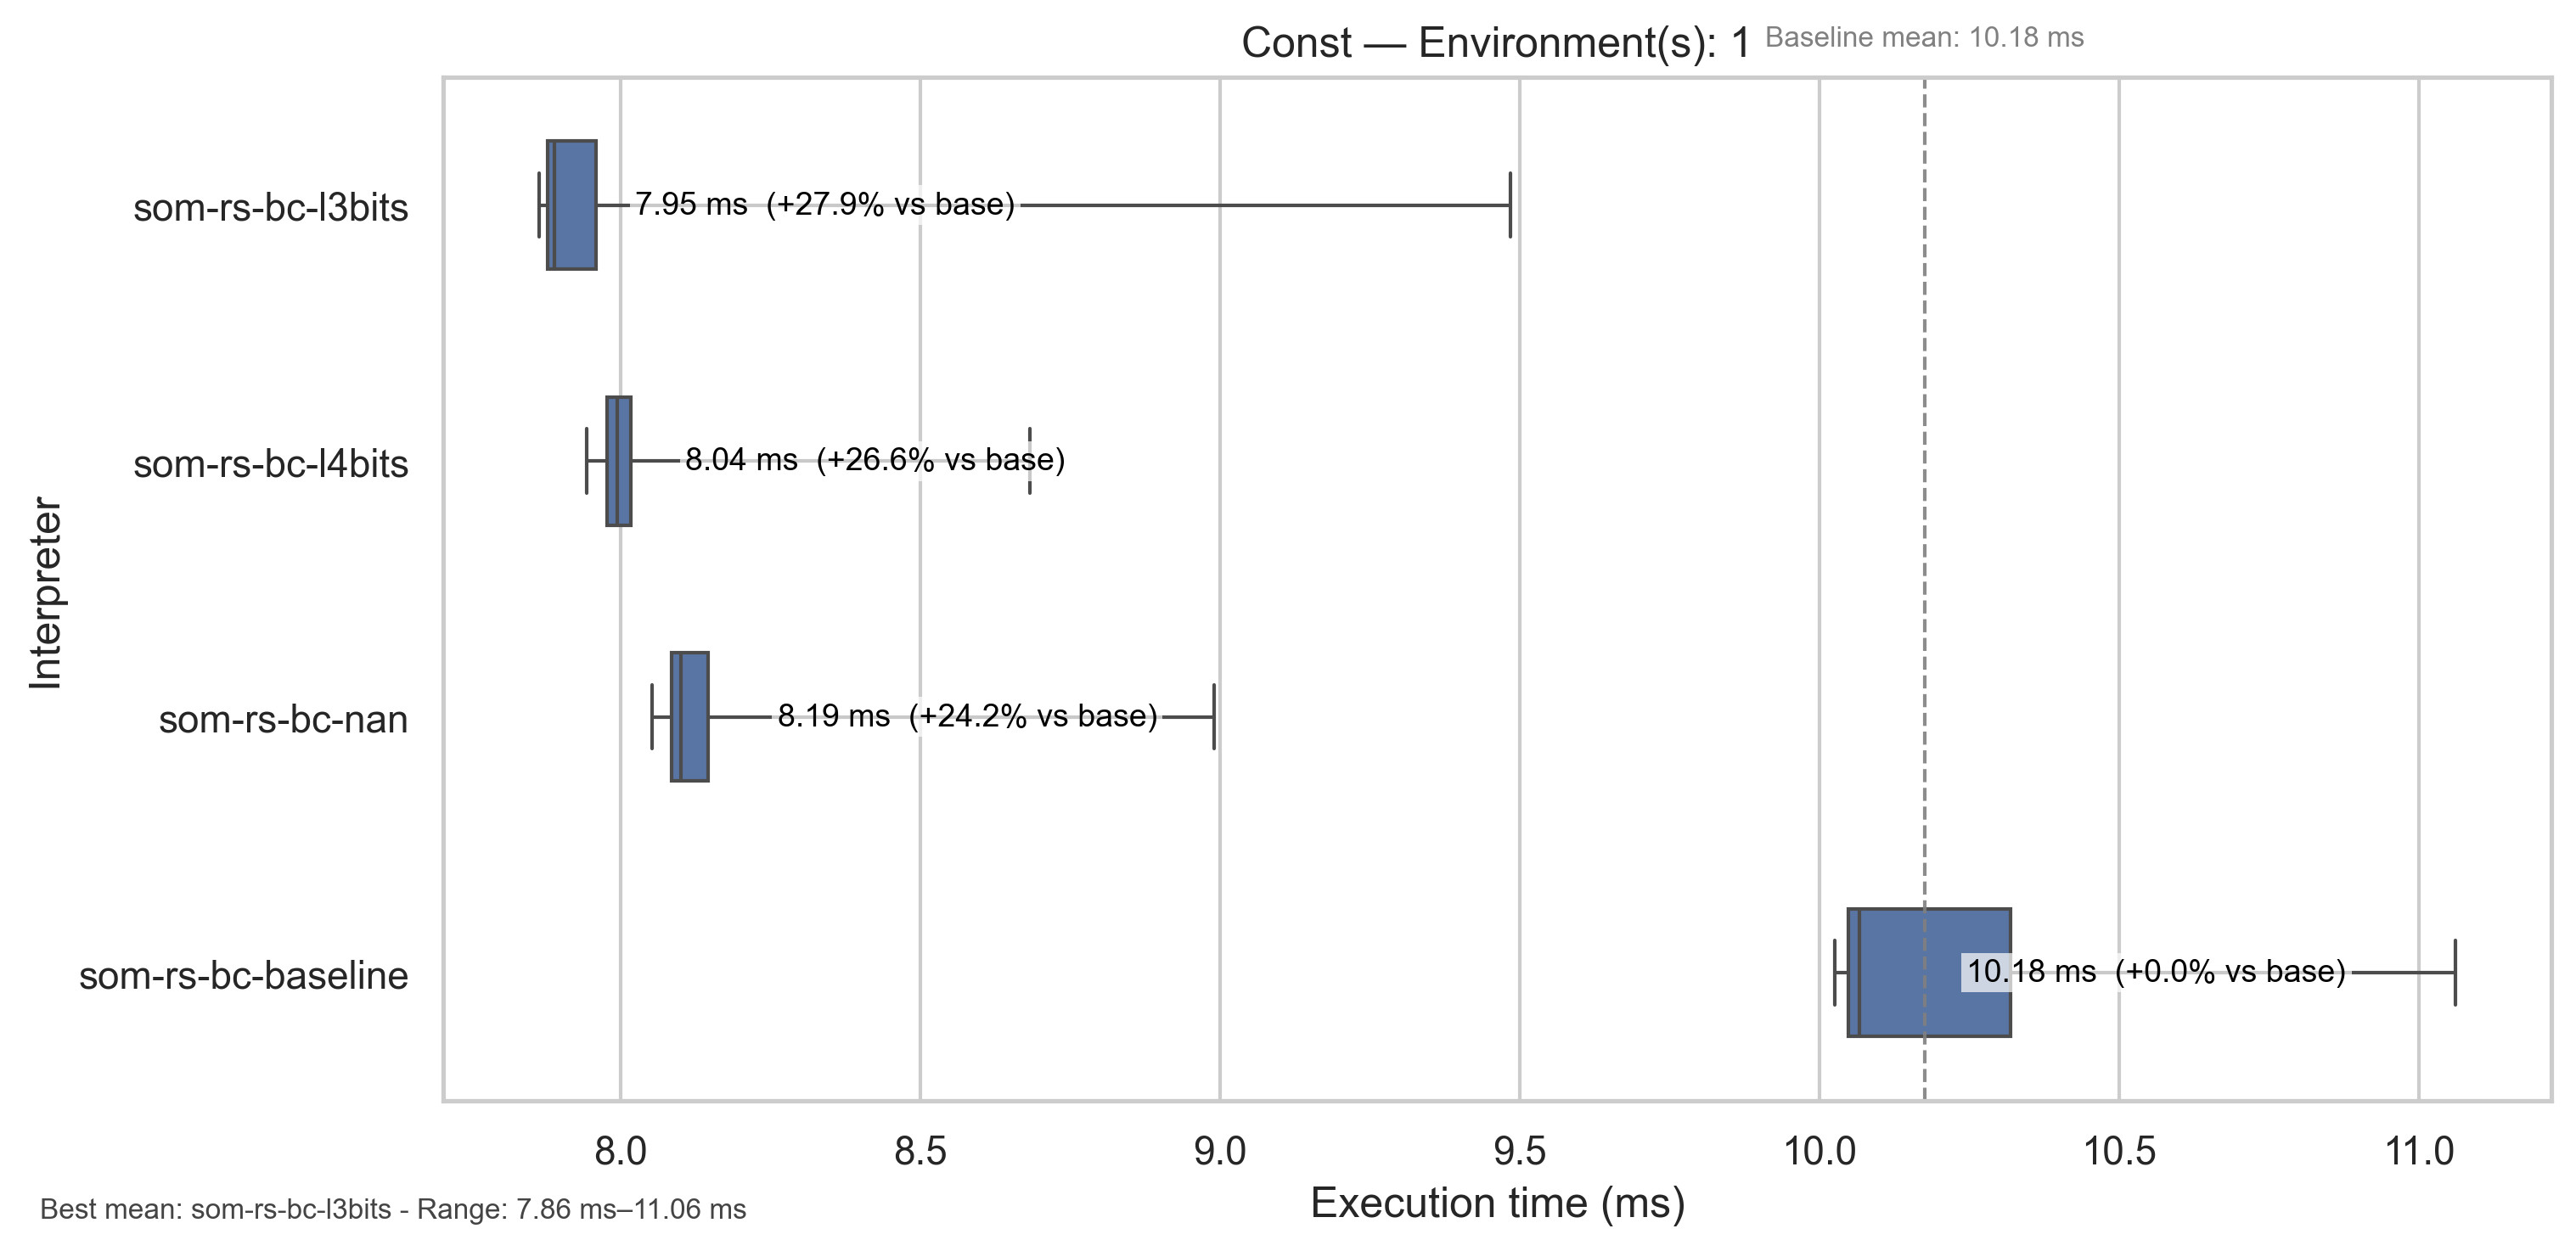 Const — Environment(s): 1
Baseline mean: 10.18 ms
Interpreter
som-rs-bc-l3bits
7.95 ms (+27.9% vs base)
som-rs-bc-l4bits
8.04 ms (+26.6% vs base)
som-rs-bc-nan
8.19 ms (+24.2% vs base)
som-rs-bc-baseline
10.18 ms (+0.0% vs base)
8.0 8.5 9.0 9.5 10.0 10.5 11.0
Execution time (ms)
Best mean: som-rs-bc-l3bits - Range: 7.86 ms–11.06 ms